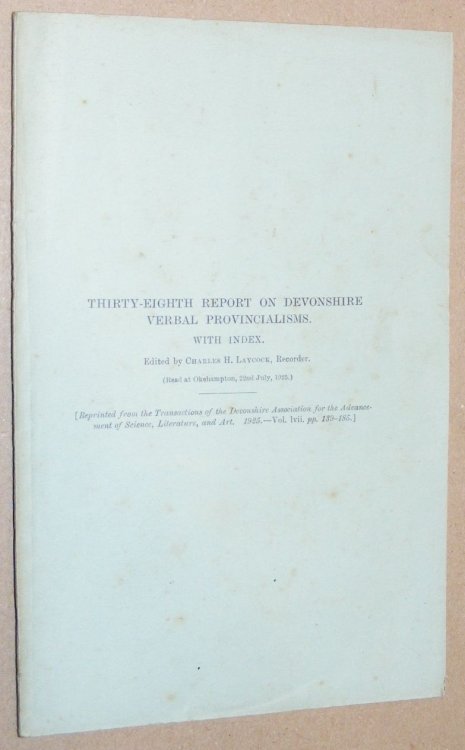 THIRTY-EIGHTH REPORT ON DEVONSHIRE
VERBAL PROVINCIALISMS.
WITH INDEX.
Edited by CHARLES H. LAYCOCK, Recorder.
(Read at Okehampton, 22nd July, 1925.)
[Reprinted from the Transactions of the Devonshire Association for the Advance-
ment of Science, Literature, and Art. 1925.—Vol. lvii. pp. 139-185.]